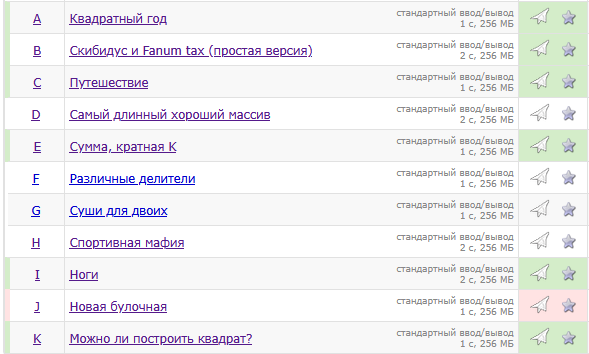 A Квадратный год стандартный ввод/вывод
1 с, 256 МБ
B Скибидус и Fanum tax (простая версия) стандартный ввод/вывод
2 с, 256 МБ
C Путешествие стандартный ввод/вывод
1 с, 256 МБ
D Самый длинный хороший массив стандартный ввод/вывод
2 с, 256 МБ
E Сумма, кратная K стандартный ввод/вывод
1 с, 256 МБ
F Различные делители стандартный ввод/вывод
1 с, 256 МБ
G Суши для двоих стандартный ввод/вывод
1 с, 256 МБ
H Спортивная мафия стандартный ввод/вывод
2 с, 256 МБ
I Ноги стандартный ввод/вывод
2 с, 256 МБ
J Новая булочная стандартный ввод/вывод
1 с, 256 МБ
K Можно ли построить квадрат? стандартный ввод/вывод
1 с, 256 МБ